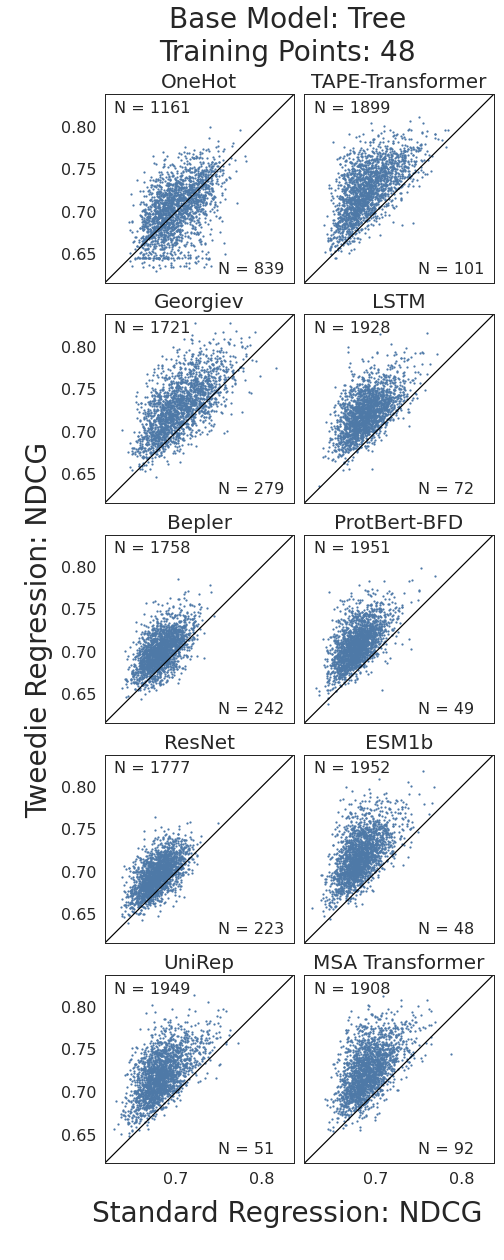 Base Model: Tree
Training Points: 48
OneHot
TAPE-Transformer
N = 1161
N = 1899
0.80
0.75
0.70
0.65
N = 839
N = 101
Georgiev
LSTM
N = 1721
N = 1928
0.80
0.75
0.70
0.65
N = 279
N = 72
Bepler
ProtBert-BFD
N = 1758
N = 1951
0.80
0.75
0.70
0.65
N = 242
N = 49
ResNet
ESM1b
N = 1777
N = 1952
0.80
0.75
0.70
0.65
N = 223
N = 48
UniRep
MSA Transformer
N = 1949
N = 1908
0.80
0.75
0.70
0.65
N = 51
N = 92
0.7
0.8
0.7
0.8
Tweedie Regression: NDCG
Standard Regression: NDCG